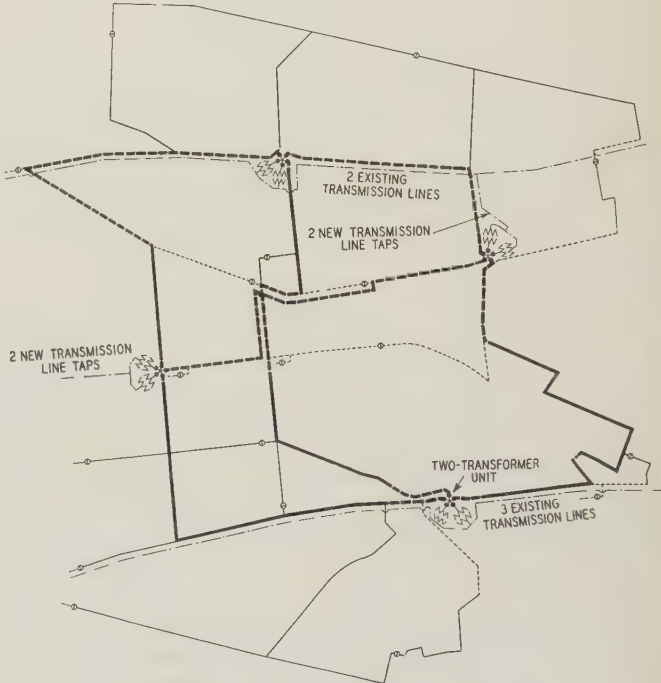 2 EXISTING
TRANSMISSION LINES
2 NEW TRANSMISSION
LINE TAPS
2 NEW TRANSMISSION
LINE TAPS
TWO-TRANSFORMER
UNIT
3 EXISTING
TRANSMISSION LINES